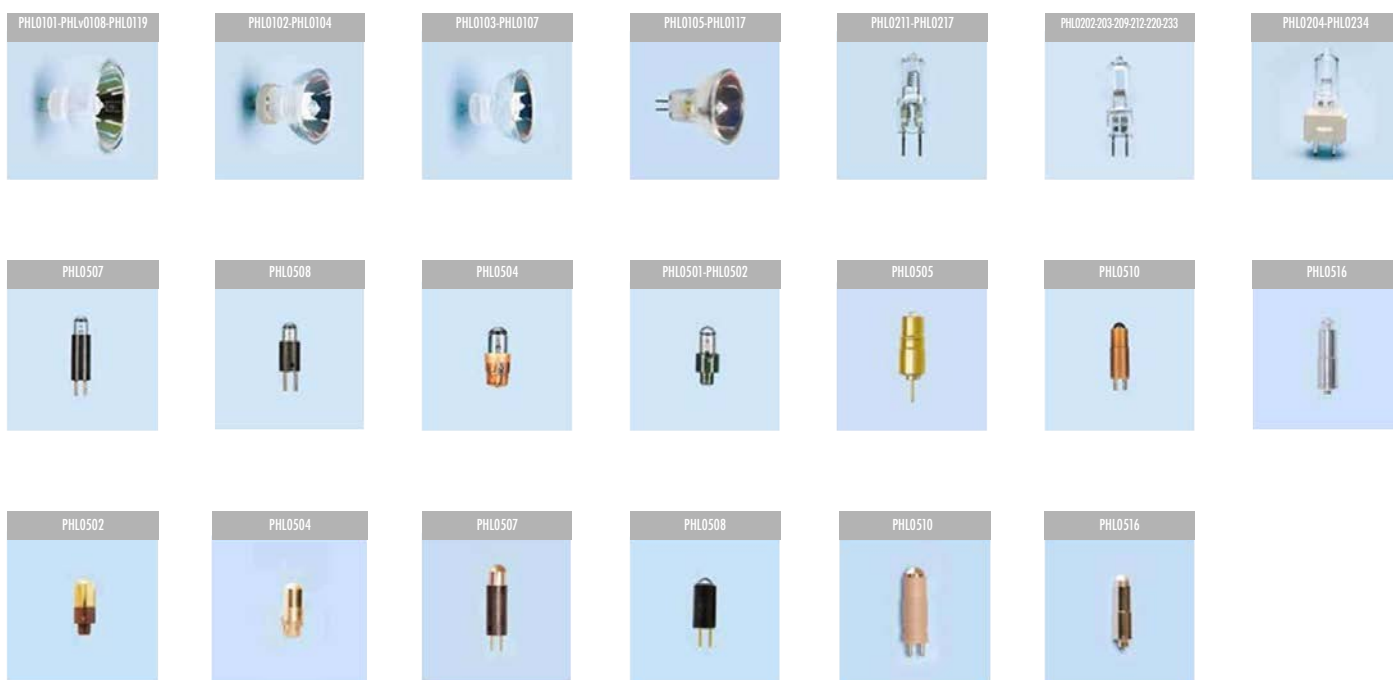 PHL0101-PHLv0108-PHL0119
PHL0102-PHL0104
PHL0103-PHL0107
PHL0105-PHL0117
PHL0211-PHL0217
PHL0202-203-209-212-220-233
PHL0204-PHL0234
PHL0507
PHL0508
PHL0504
PHL0501-PHL0502
PHL0505
PHL0510
PHL0516
PHL0502
PHL0504
PHL0507
PHL0508
PHL0510
PHL0516